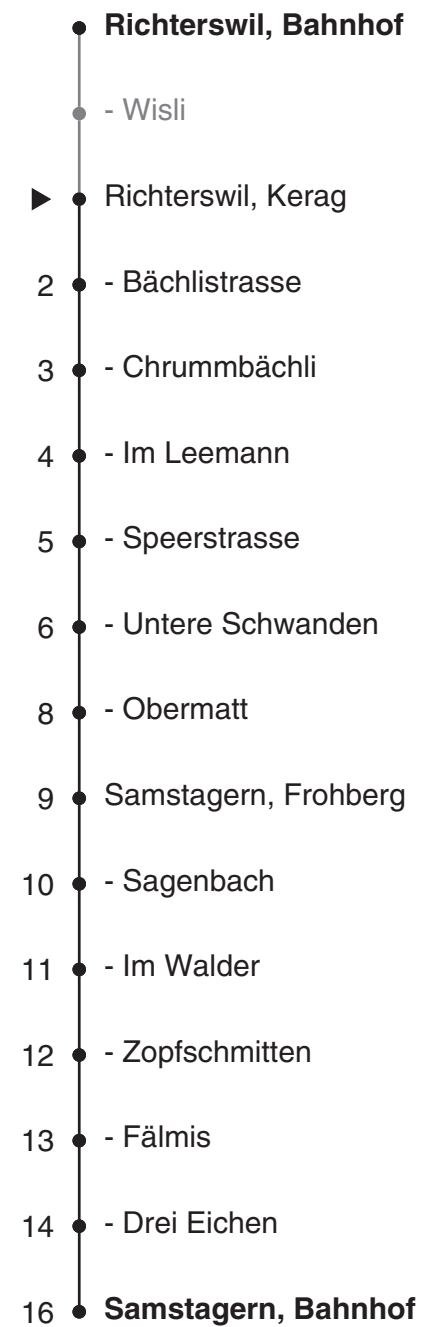 Richterswil, Bahnhof
- Wisli
Richterswil, Kerag
2 - Bächlistrasse
3 - Chrummbächli
4 - Im Leemann
5 - Speerstrasse
6 - Untere Schwanden
8 - Obermatt
9 Samstagern, Frohberg
10 - Sagenbach
11 - Im Walder
12 - Zopfschmitten
13 - Fälmis
14 - Drei Eichen
16 Samstagern, Bahnhof